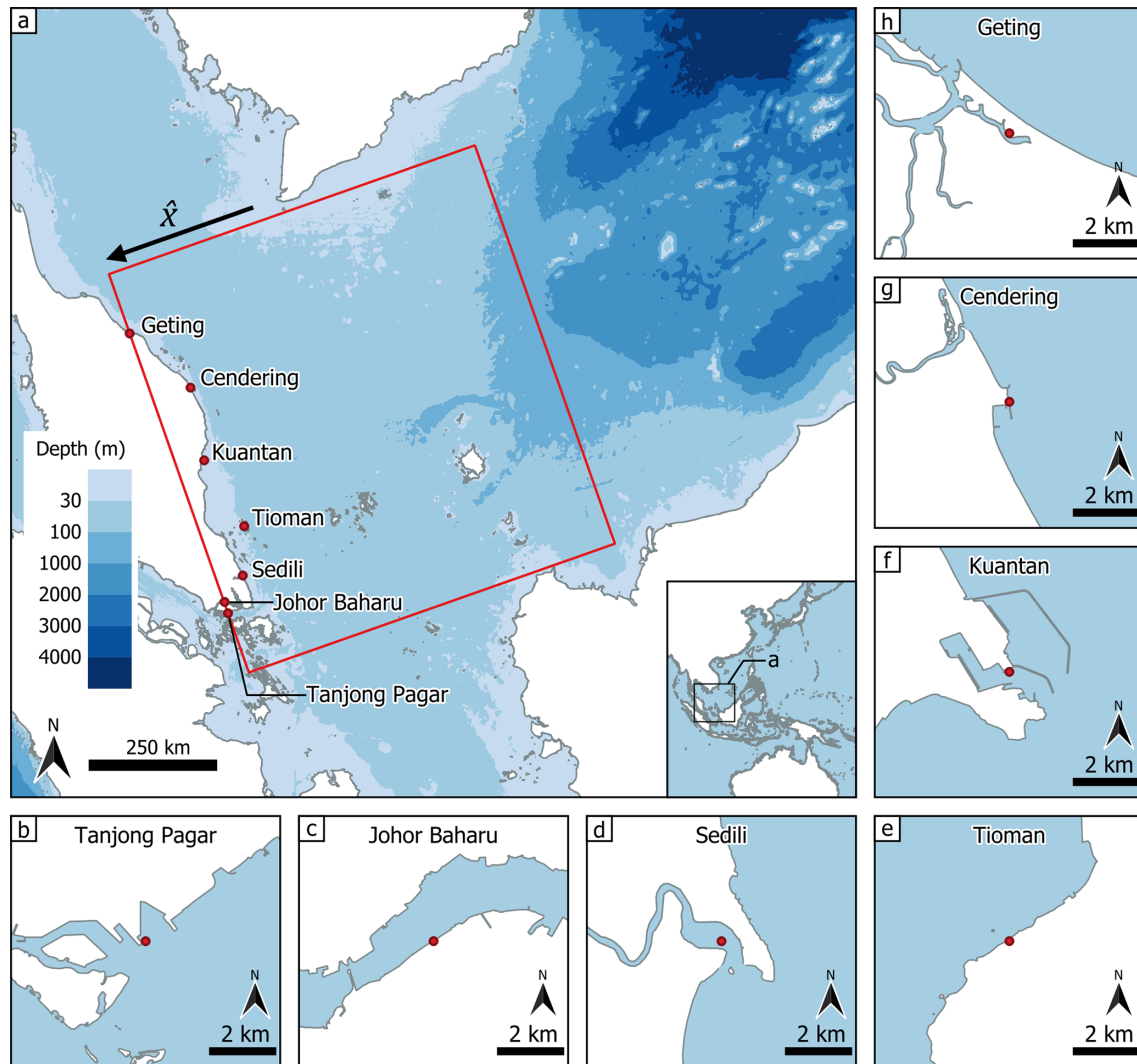 a
x̂
Geting
Cendering
Kuantan
Tioman
Sedili
Johor Baharu
Tanjong Pagar
Depth (m)
30
100
1000
2000
3000
4000
N
250 km
a
h
Geting
N
2 km
g
Cendering
N
2 km
f
Kuantan
N
2 km
b
Tanjong Pagar
N
2 km
c
Johor Baharu
N
2 km
d
Sedili
N
2 km
e
Tioman
N
2 km